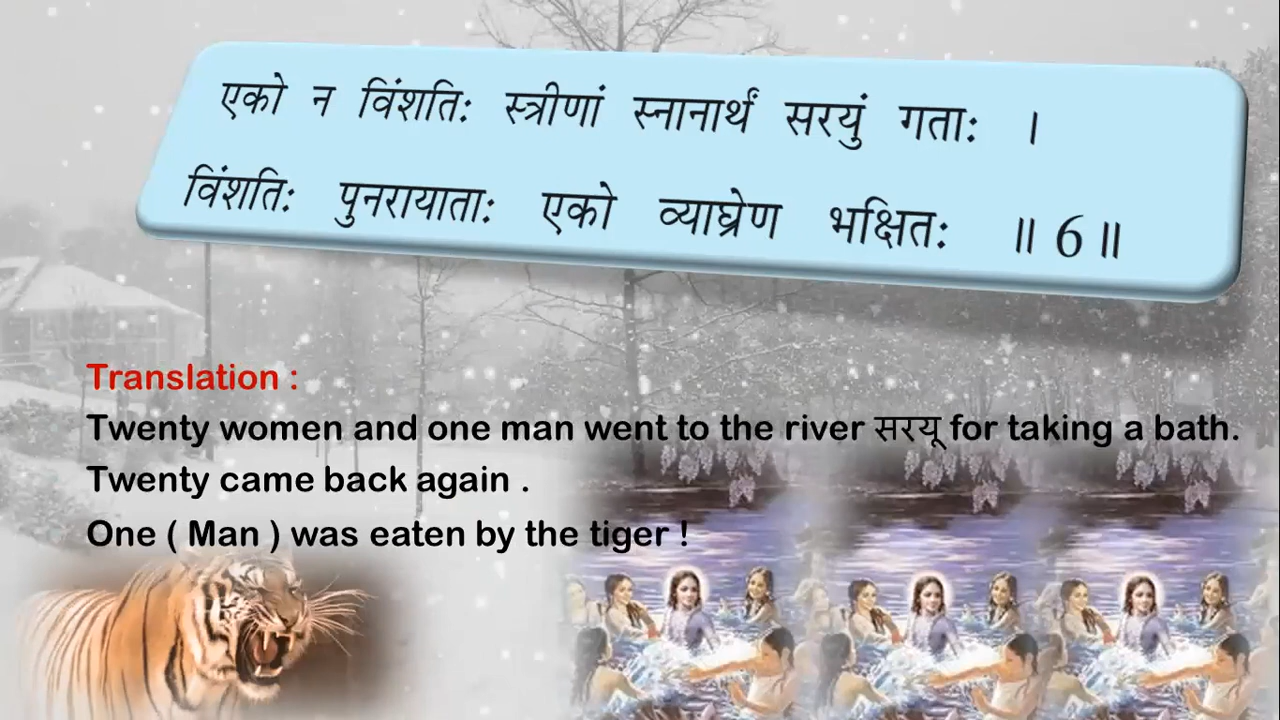 एको न विंशतिः स्त्रीणां स्नानार्थं सरयुं गताः ।
विंशतिः पुनरायाताः एको व्याघ्रेण भक्षितः ॥ 6 ॥
Translation :
Twenty women and one man went to the river सरयू for taking a bath.
Twenty came back again .
One ( Man ) was eaten by the tiger !